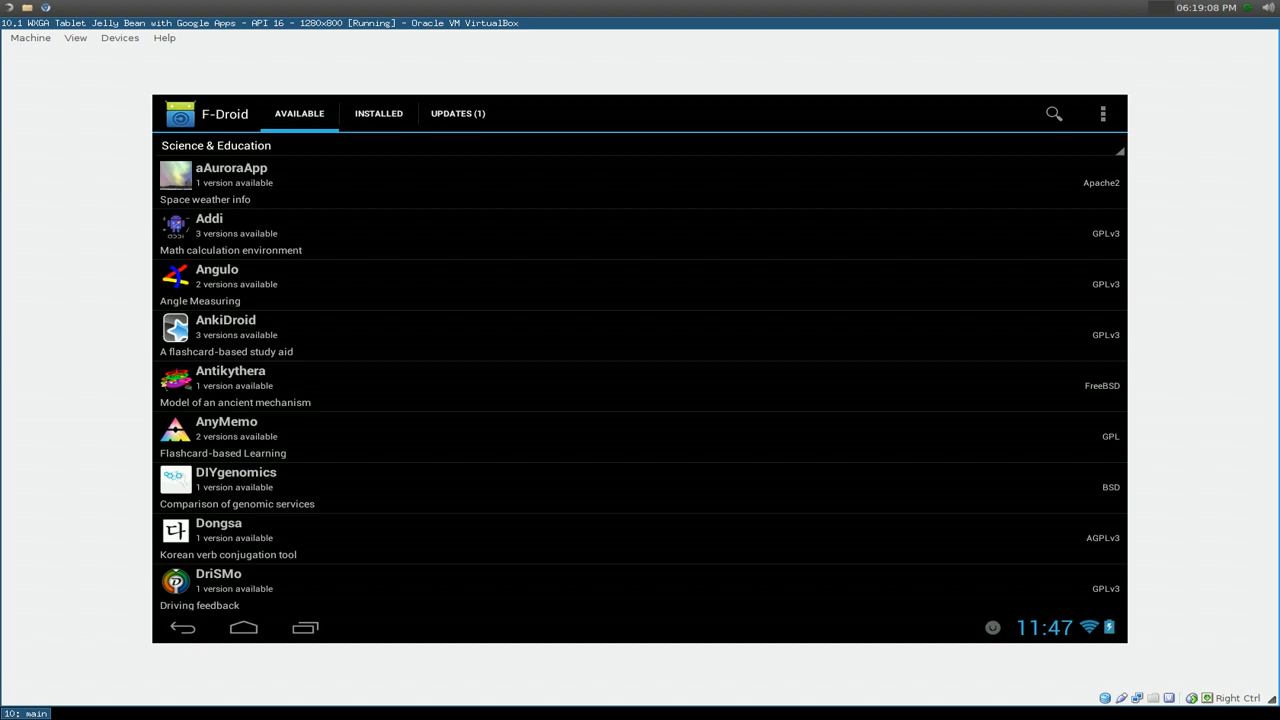 06:19:08 PM
10,1 WXGA Tablet Jelly Bean with Google Apps - API 16 - 1280x800 [Running] - Oracle VM VirtualBox
Machine View Devices Help
F-Droid AVAILABLE INSTALLED UPDATES (1)
Science & Education
aAuroraApp
1 version available Apache2
Space weather info
Addi
3 versions available GPLv3
Math calculation environment
Angulo
2 versions available GPLv3
Angle Measuring
AnkiDroid
3 versions available GPLv3
A flashcard-based study aid
Antikythera
1 version available FreeBSD
Model of an ancient mechanism
AnyMemo
2 versions available GPL
Flashcard-based Learning
DIYgenomics
1 version available BSD
Comparison of genomic services
다
Dongsa
1 version available AGPLv3
Korean verb conjugation tool
DriSMo
1 version available GPLv3
Driving feedback
11:47
Right Ctrl
10: main